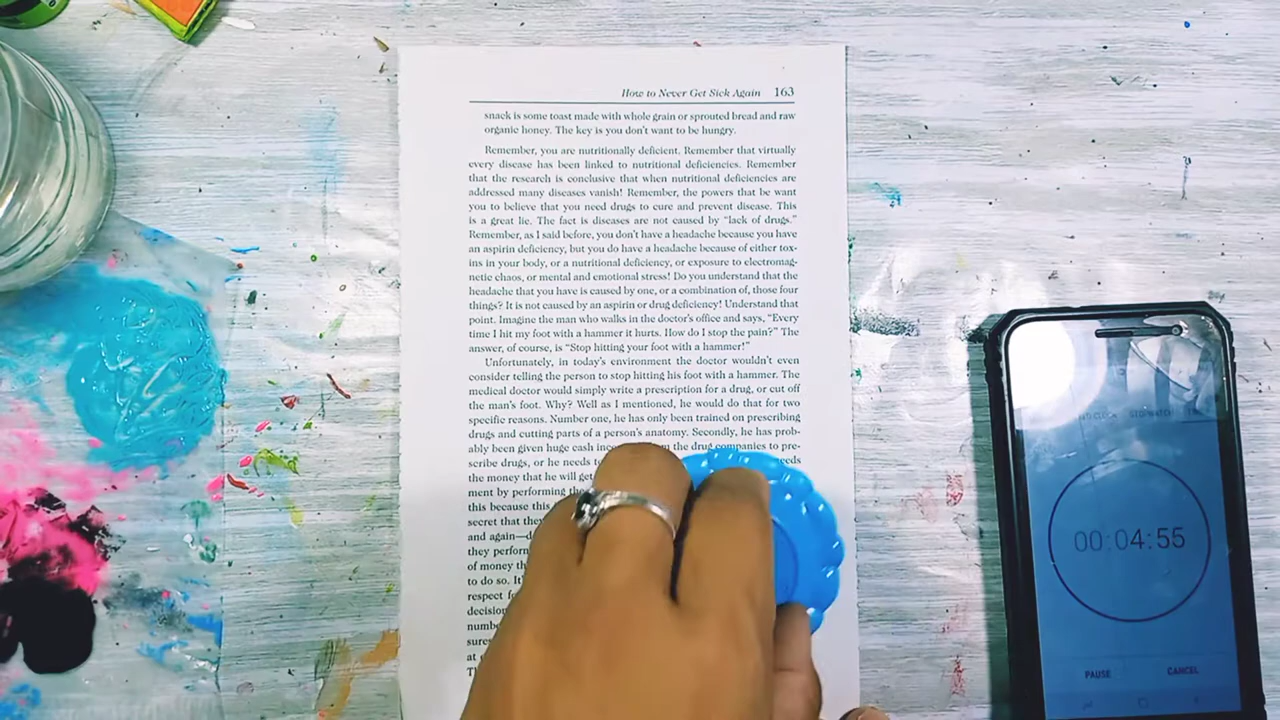 How to Never Get Sick Again 163
snack is some toast made with whole grain or sprouted bread and raw
organic honey. The key is you don't want to be hungry.
Remember, you are nutritionally deficient. Remember that virtually
every disease has been linked to nutritional deficiencies. Remember
that the research is conclusive that when nutritional deficiencies are
addressed many diseases vanish! Remember, the powers that be want
you to believe that you need drugs to cure and prevent disease. This
is a great lie. The fact is diseases are not caused by "lack of drugs."
Remember, as I said before, you don't have a headache because you have
an aspirin deficiency, but you do have a headache because of either tox-
ins in your body, or a nutritional deficiency, or exposure to electromag-
netic chaos, or mental and emotional stress! Do you understand that the
headache that you have is caused by one, or a combination of, those four
things? It is not caused by an aspirin or drug deficiency! Understand that
point. Imagine the man who walks in the doctor's office and says, "Every
time I hit my foot with a hammer it hurts. How do I stop the pain?" The
answer, of course, is "Stop hitting your foot with a hammer!"
Unfortunately, in today's environment the doctor wouldn't even
consider telling the person to stop hitting his foot with a hammer. The
medical doctor would simply write a prescription for a drug, or cut off
the man's foot. Why? Well as I mentioned, he would do that for two
specific reasons. Number one, he has only been trained on prescribing
drugs and cutting parts of a person's anatomy. Secondly, he has prob-
ably been given huge cash the drug companies to pre-
scribe drugs, or he needs needs
the money that he will
ment by performing
this because this
secret that
and again—
they
of money
to do so.
respect
decision
at
00:04:55
PAUSE CANCEL